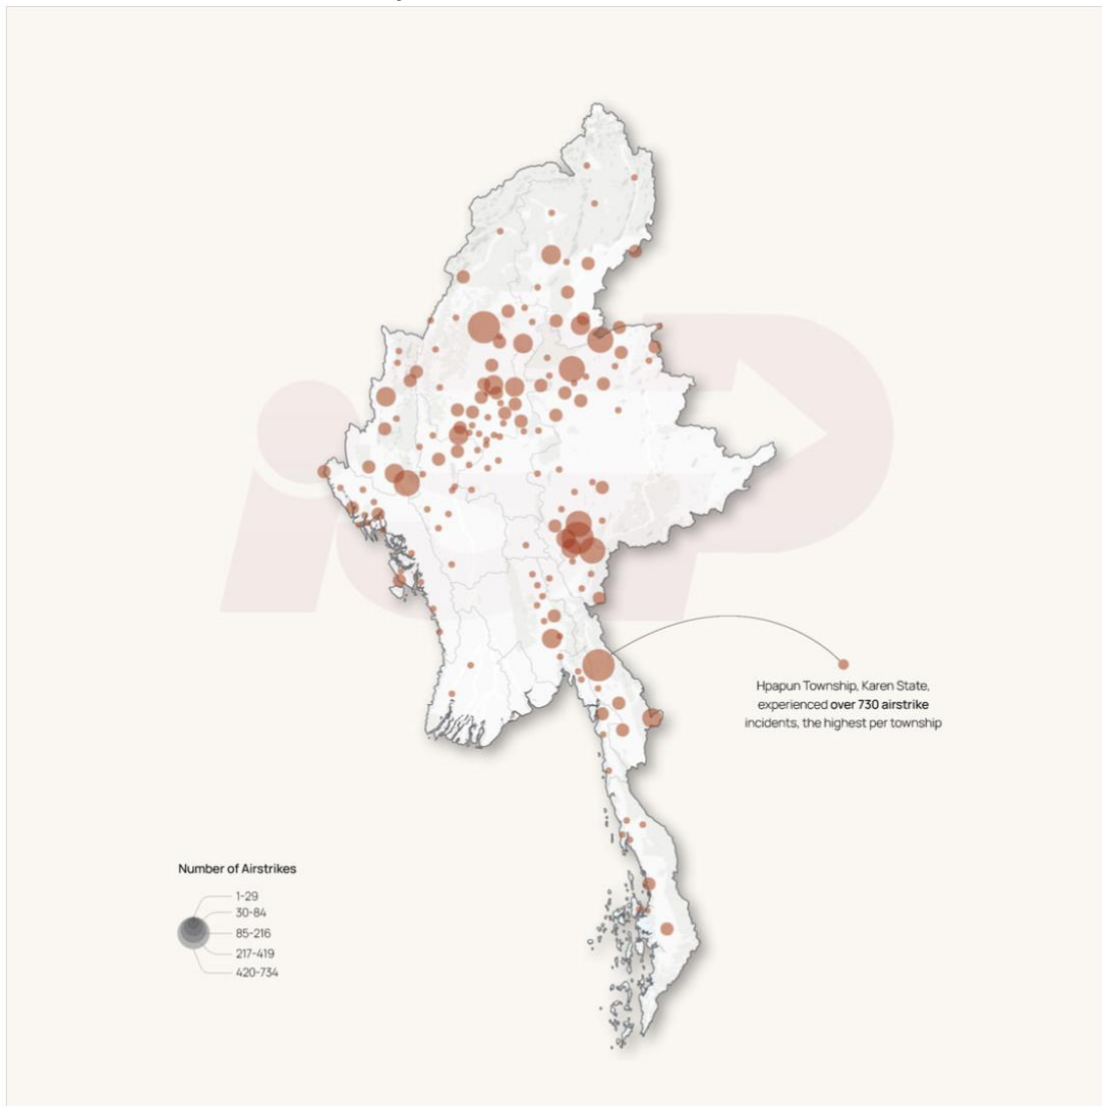 iSP
Hpapun Township, Karen State,
experienced over 730 airstrike
incidents, the highest per township
Number of Airstrikes
1-29
30-84
85-216
217-419
420-734